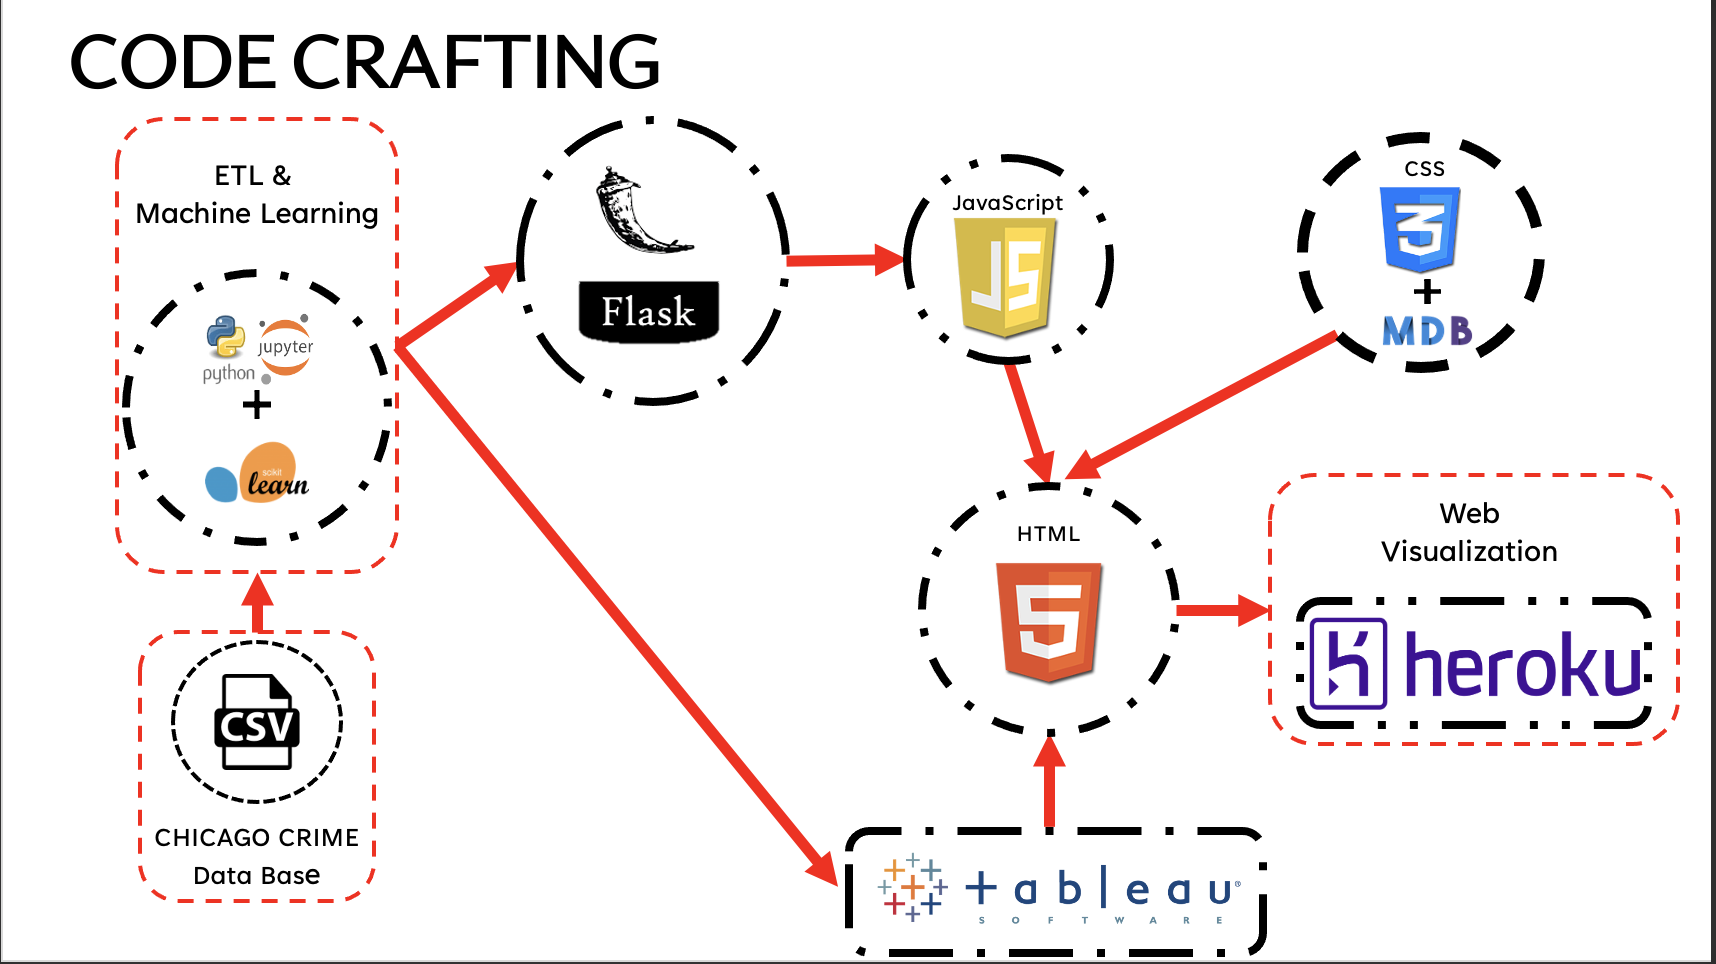 CODE CRAFTING
ETL &
Machine Learning
python
jupyter
+
scikit
learn
CSV
CHICAGO CRIME
Data Base
Flask
JavaScript
JS
CSS
3
+
MDB
HTML
5
Web
Visualization
heroku
+ a b l e a u®
S O F T W A R E